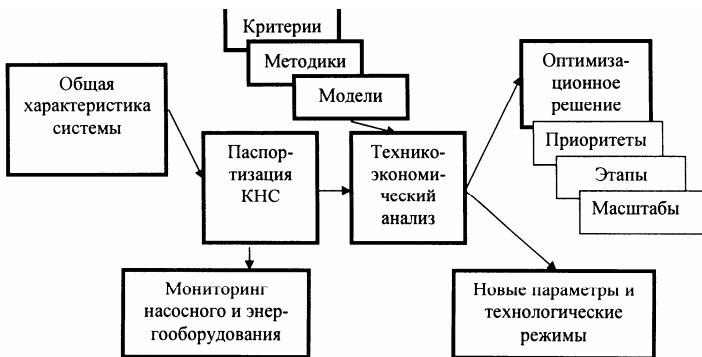 Критерии
Методики
Модели
Общая
характеристика
системы
Оптимиза-
ционное
решение
Приоритеты
Этапы
Масштабы
Паспор-
тизация
КНС
Технико-
экономи-
ческий
анализ
Мониторинг
насосного и энер-
гооборудования
Новые параметры и
технологические
режимы